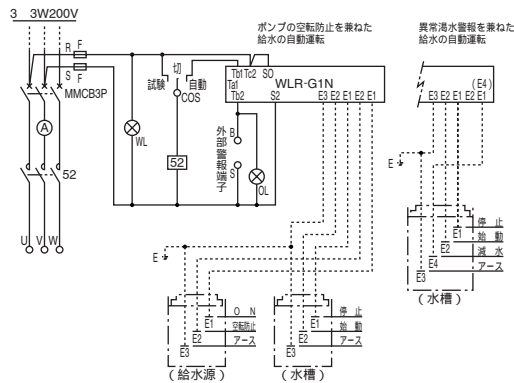 3 3W200V
ポンプの空転防止を兼ねた
給水の自動運転
異常渇水警報を兼ねた
給水の自動運転
R F
S F
MMCB3P
A
52
U V W
WL
試験 切 自動
COS
52
Tb1 Tc2 SO
Ta1
WLR-G1N
Tb2 S2 E3 E2 E1 E2 E1
外部警報端子
B
S
OL
(E4)
E3 E2 E1 E2 E1
E
E
E1 停止
E2 始動
E4 減水
E3 アース
(水槽)
E1 ON
E2 空転防止
E3 アース
(給水源)
E1 停止
E2 始動
E3 アース
(水槽)